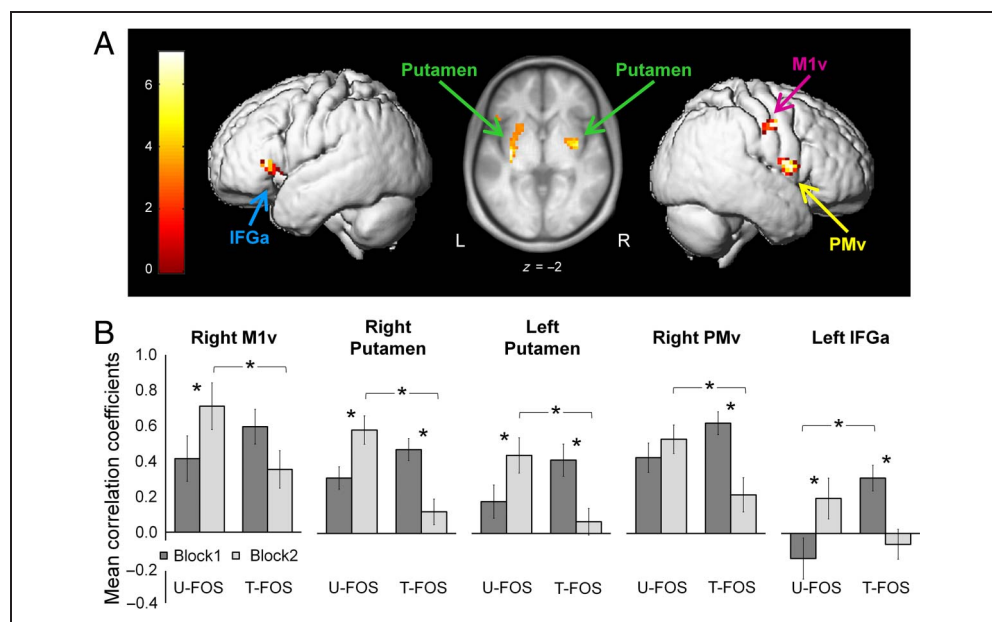 A
6
4
2
0
Putamen
Putamen
M1v
IFGa
PMv
L
R
z = −2
B
Right M1v
Right
Putamen
Left
Putamen
Right PMv
Left IFGa
Mean correlation coefficients
1.0
0.8
0.6
0.4
0.2
0.0
−0.2
−0.4
* * * * * * * * * * * * * *
Block1 Block2
U-FOS T-FOS U-FOS T-FOS U-FOS T-FOS U-FOS T-FOS U-FOS T-FOS